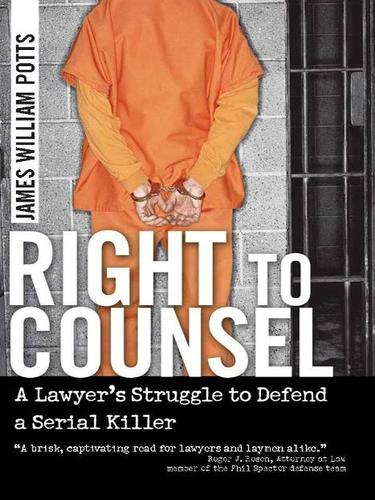 JAMES WILLIAM POTTS
RIGHT TO
COUNSEL
A Lawyer's Struggle to Defend
a Serial Killer
"A brisk, captivating read for lawyers and laymen alike."
Roger J. Rosen, Attorney at Law
member of the Phil Spector defense team